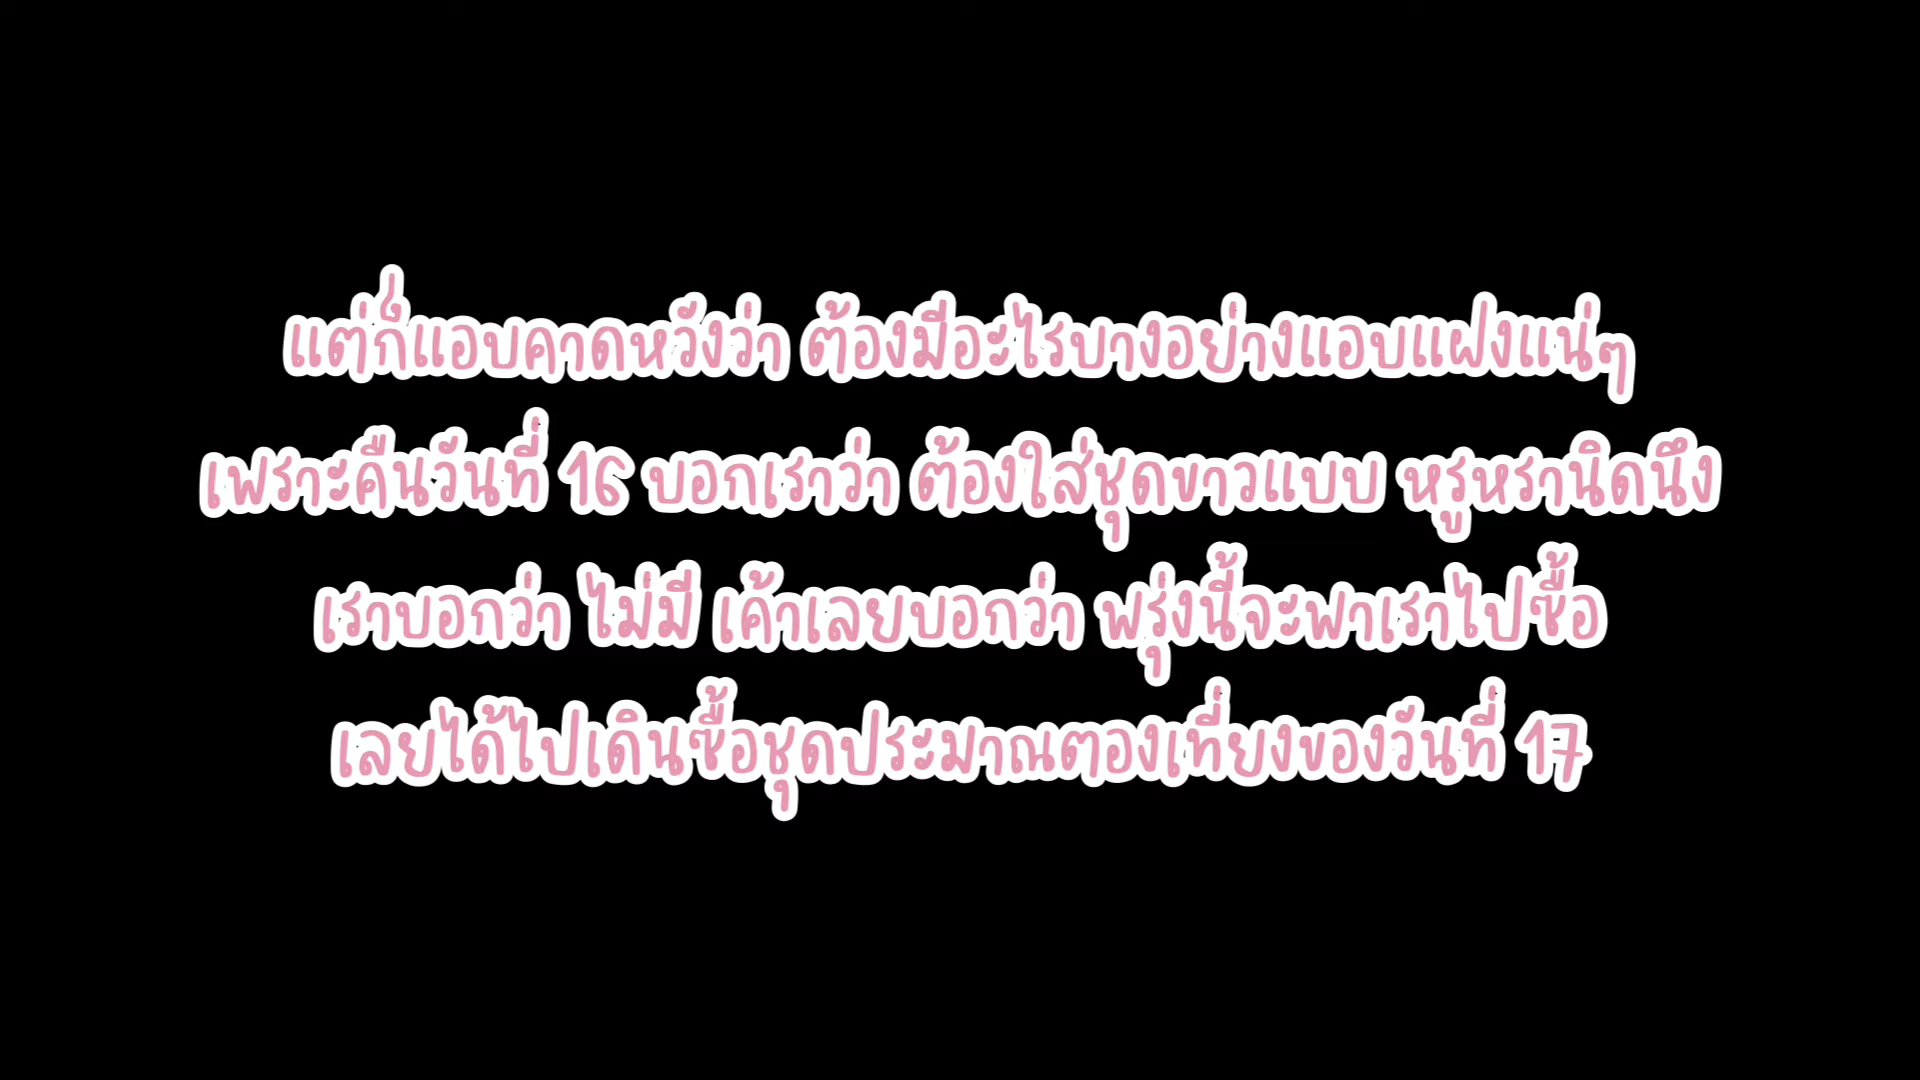 แต่ก็แอบคาดหวังว่า ต้องมีอะไรบางอย่างแอบแฝงแน่ๆ
เพราะคืนวันที่ 16 บอกเราว่า ต้องใส่ชุดขาวแบบ หรูหรานิดนึง
เราบอกว่า ไม่มี เค้าเลยบอกว่า พรุ่งนี้จะพาเราไปซื้อ
เลยได้ไปเดินซื้อชุดประมาณตองเที่ยงของวันที่ 17